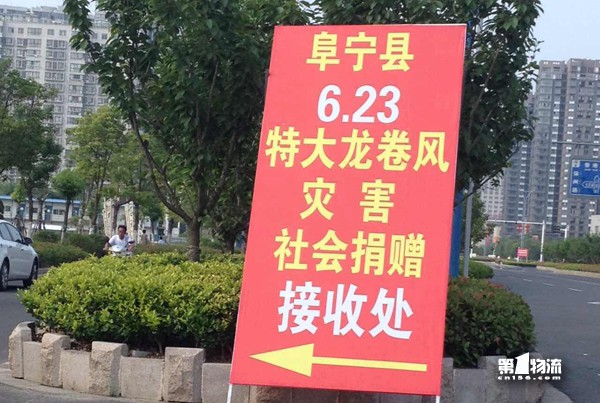 阜宁县
6.23
特大龙卷风
灾害
社会捐赠
接收处
第1物流
cn156.com